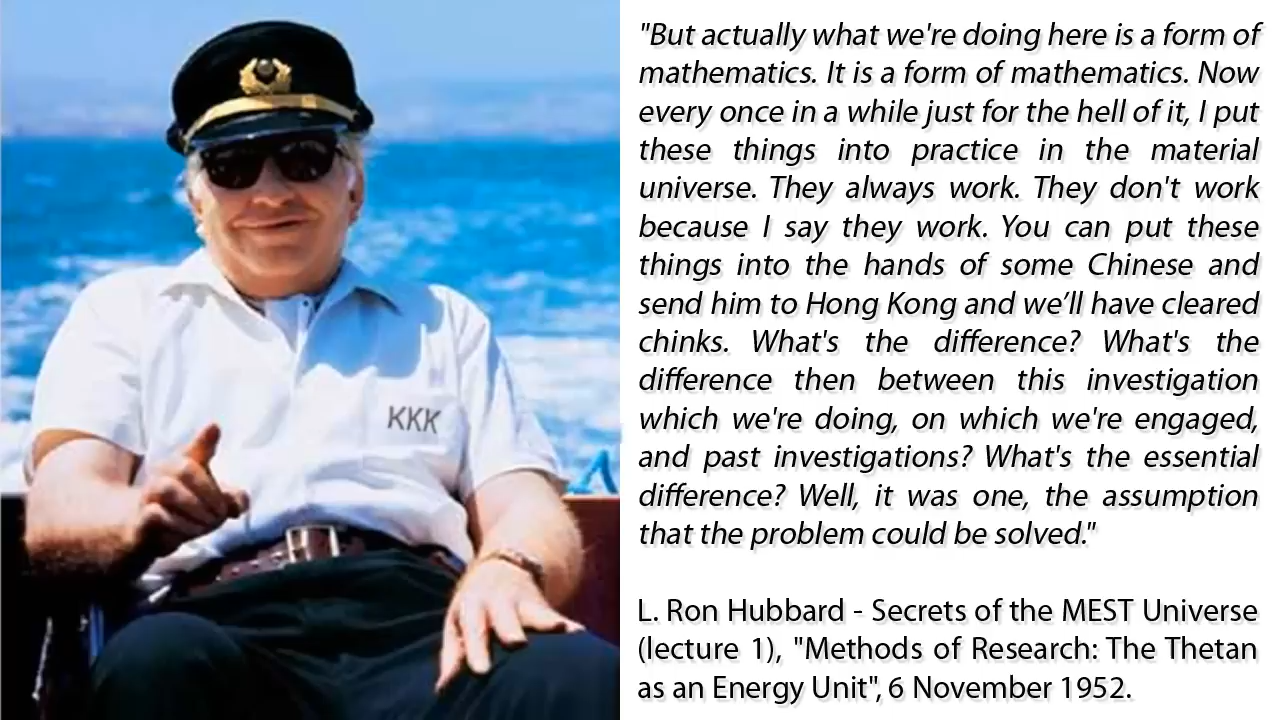 KKK
"But actually what we're doing here is a form of
mathematics. It is a form of mathematics. Now
every once in a while just for the hell of it, I put
these things into practice in the material
universe. They always work. They don't work
because I say they work. You can put these
things into the hands of some Chinese and
send him to Hong Kong and we’ll have cleared
chinks. What's the difference? What's the
difference then between this investigation
which we're doing, on which we're engaged,
and past investigations? What's the essential
difference? Well, it was one, the assumption
that the problem could be solved."
L. Ron Hubbard - Secrets of the MEST Universe
(lecture 1), "Methods of Research: The Thetan
as an Energy Unit", 6 November 1952.